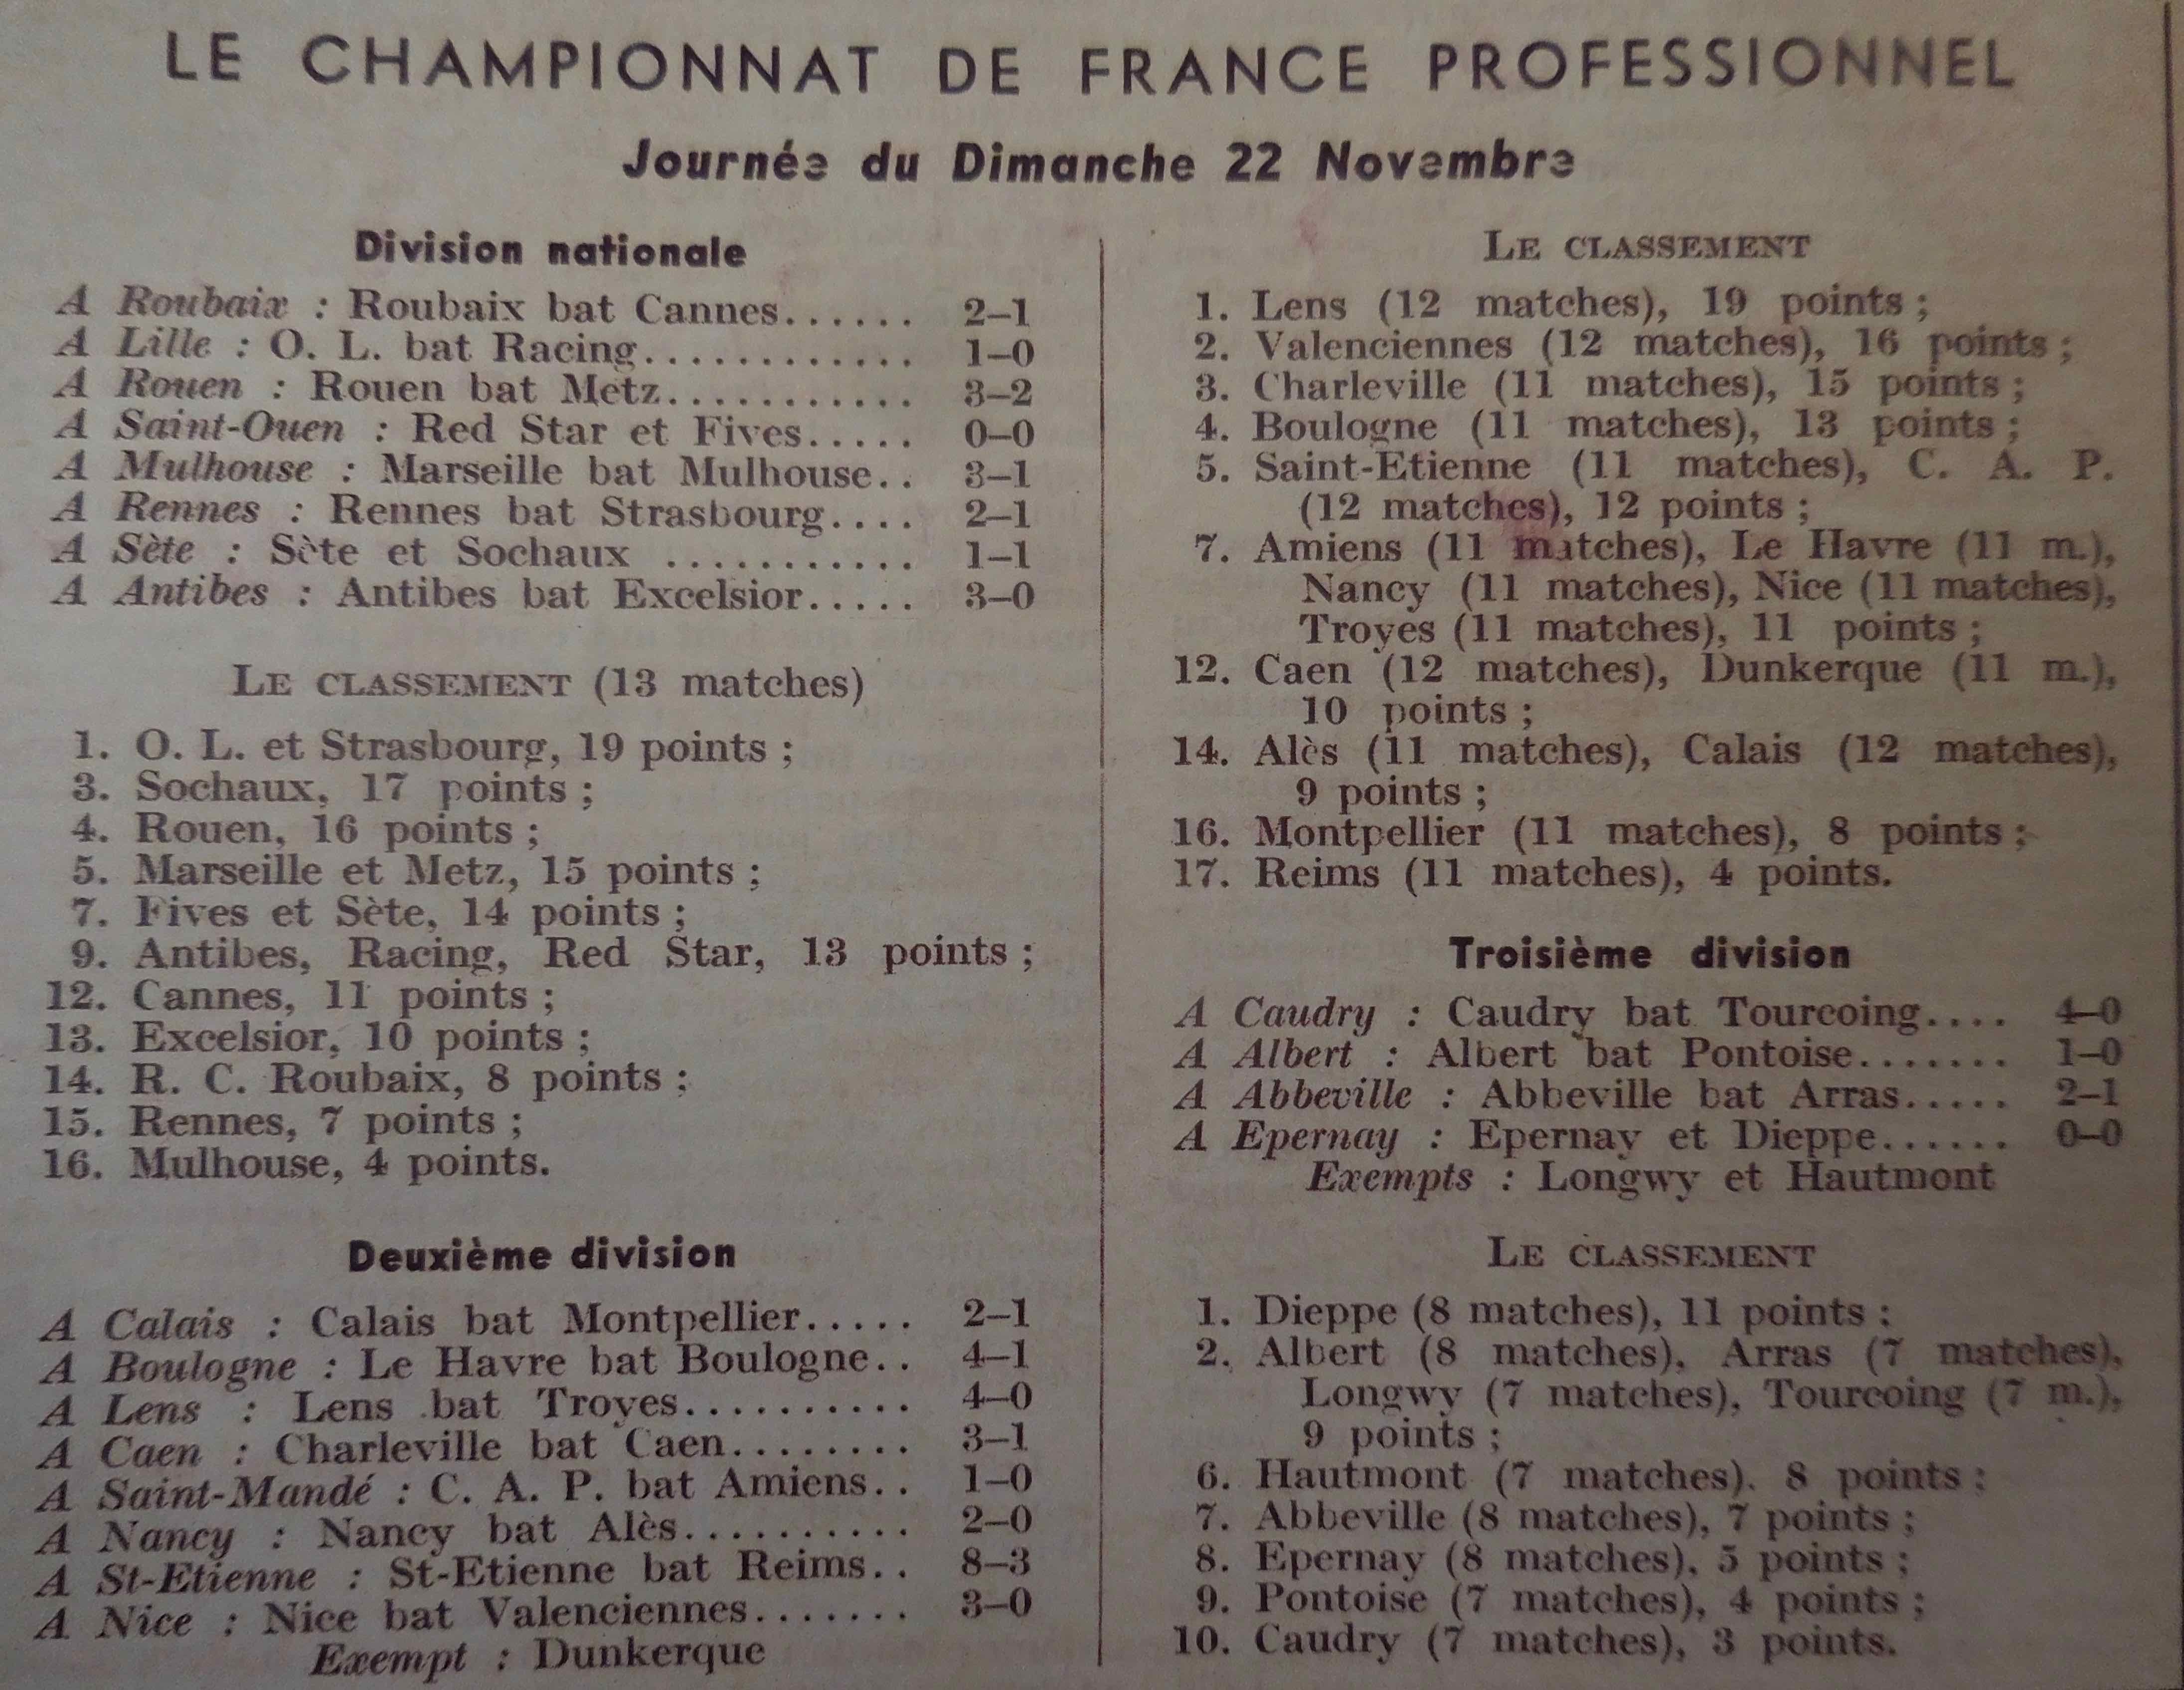 LE CHAMPIONNAT DE FRANCE PROFESSIONNEL
Journée du Dimanche 22 Novembre
Division nationale
A Roubaix : Roubaix bat Cannes...... 2–1
A Lille : O. L. bat Racing............ 1–0
A Rouen : Rouen bat Metz........... 3–2
A Saint-Ouen : Red Star et Fives..... 0–0
A Mulhouse : Marseille bat Mulhouse.. 3–1
A Rennes : Rennes bat Strasbourg.... 2–1
A Sète : Sète et Sochaux ........... 1–1
A Antibes : Antibes bat Excelsior..... 3–0
LE CLASSEMENT (13 matches)
1. O. L. et Strasbourg, 19 points ;
3. Sochaux, 17 points ;
4. Rouen, 16 points ;
5. Marseille et Metz, 15 points ;
7. Fives et Sète, 14 points ;
9. Antibes, Racing, Red Star, 13 points ;
12. Cannes, 11 points ;
13. Excelsior, 10 points ;
14. R. C. Roubaix, 8 points ;
15. Rennes, 7 points ;
16. Mulhouse, 4 points.
Deuxième division
A Calais : Calais bat Montpellier..... 2–1
A Boulogne : Le Havre bat Boulogne.. 4–1
A Lens : Lens bat Troyes.......... 4–0
A Caen : Charleville bat Caen........ 3–1
A Saint-Mandé : C. A. P. bat Amiens.. 1–0
A Nancy : Nancy bat Alès.......... 2–0
A St-Etienne : St-Etienne bat Reims.. 8–3
A Nice : Nice bat Valenciennes....... 3–0
Exempt : Dunkerque
LE CLASSEMENT
1. Lens (12 matches), 19 points ;
2. Valenciennes (12 matches), 16 points ;
3. Charleville (11 matches), 15 points ;
4. Boulogne (11 matches), 13 points ;
5. Saint-Etienne (11 matches), C. A. P.
(12 matches), 12 points ;
7. Amiens (11 matches), Le Havre (11 m.),
Nancy (11 matches), Nice (11 matches),
Troyes (11 matches), 11 points ;
12. Caen (12 matches), Dunkerque (11 m.),
10 points ;
14. Alès (11 matches), Calais (12 matches),
9 points ;
16. Montpellier (11 matches), 8 points ;
17. Reims (11 matches), 4 points.
Troisième division
A Caudry : Caudry bat Tourcoing.... 4–0
A Albert : Albert bat Pontoise....... 1–0
A Abbeville : Abbeville bat Arras..... 2–1
A Epernay : Epernay et Dieppe...... 0–0
Exempts : Longwy et Hautmont
LE CLASSEMENT
1. Dieppe (8 matches), 11 points ;
2. Albert (8 matches), Arras (7 matches),
Longwy (7 matches), Tourcoing (7 m.),
9 points ;
6. Hautmont (7 matches). 8 points ;
7. Abbeville (8 matches), 7 points ;
8. Epernay (8 matches), 5 points ;
9. Pontoise (7 matches), 4 points ;
10. Caudry (7 matches), 3 points.